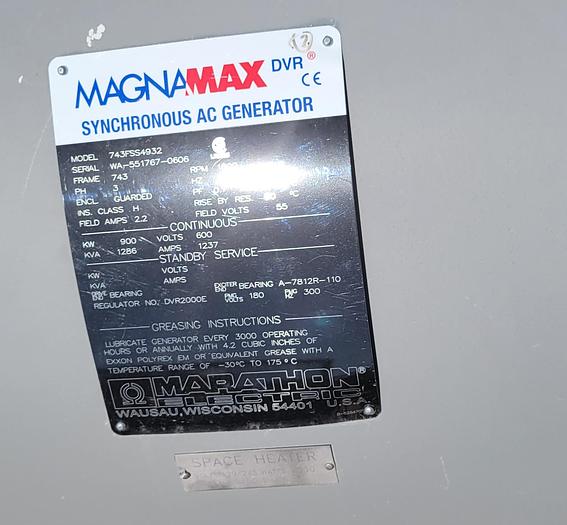 MAGNAMAX DVR®
CE
SYNCHRONOUS AC GENERATOR
MODEL 743FSS4932
SERIAL WA-551767-0606 RPM
FRAME 743 HZ
PH 3 PF
ENCL. GUARDED RISE BY RES. °C
INS. CLASS H FIELD VOLTS 55
FIELD AMPS 2.2
CONTINUOUS
KW 900 VOLTS 600
KVA 1286 AMPS 1237
STANDBY SERVICE
KW VOLTS
KVA AMPS
DRIVE END BEARING EXCITER END BEARING A-7812R-110
REGULATOR NO. DVR2000E PMG VOLTS 180 PMG HZ 300
GREASING INSTRUCTIONS
LUBRICATE GENERATOR EVERY 3000 OPERATING
HOURS OR ANNUALLY WITH 4.2 CUBIC INCHES OF
EXXON POLYREX EM OR EQUIVALENT GREASE WITH A
TEMPERATURE RANGE OF -30°C TO 175°C
MARATHON®
ELECTRIC
WAUSAU, WISCONSIN 54401 U.S.A.
SPACE HEATER